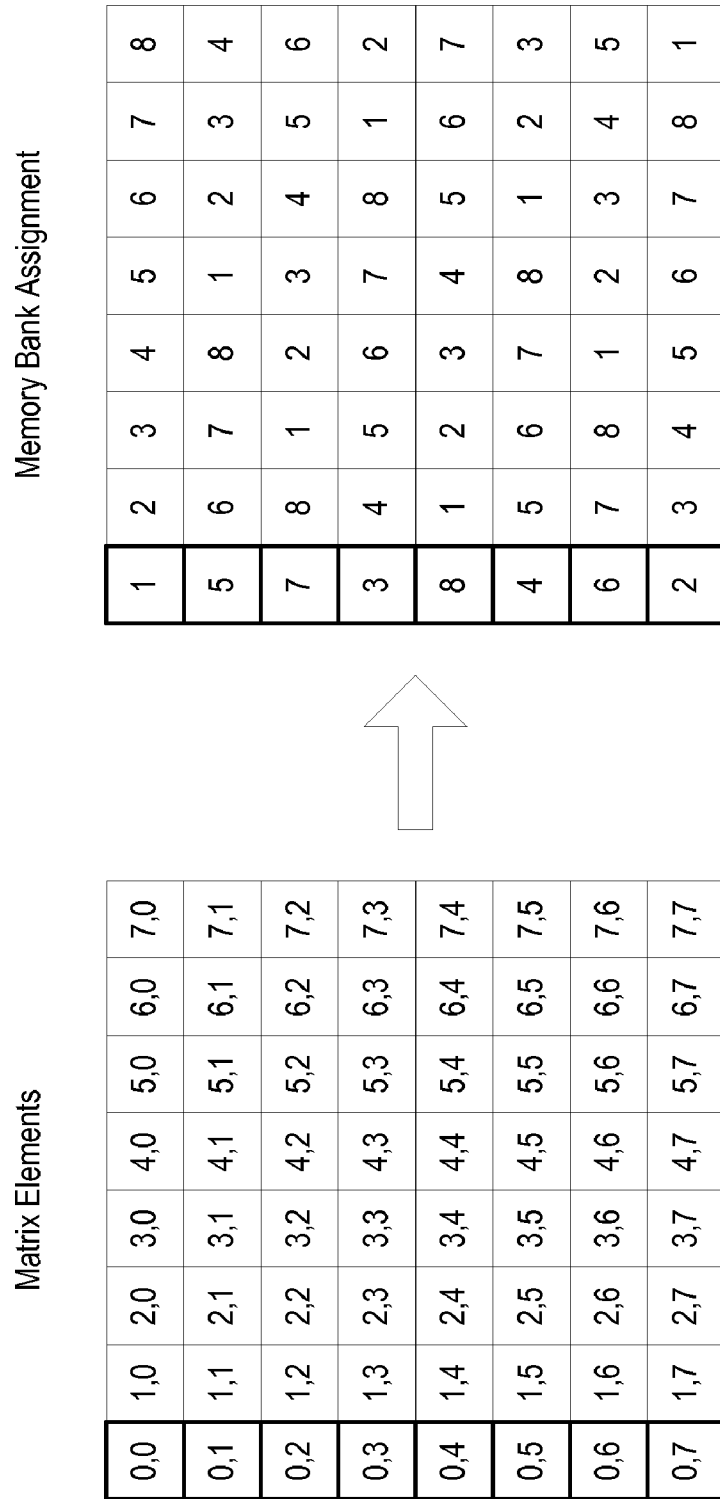 Matrix Elements
0,0 1,0 2,0 3,0 4,0 5,0 6,0 7,0
0,1 1,1 2,1 3,1 4,1 5,1 6,1 7,1
0,2 1,2 2,2 3,2 4,2 5,2 6,2 7,2
0,3 1,3 2,3 3,3 4,3 5,3 6,3 7,3
0,4 1,4 2,4 3,4 4,4 5,4 6,4 7,4
0,5 1,5 2,5 3,5 4,5 5,5 6,5 7,5
0,6 1,6 2,6 3,6 4,6 5,6 6,6 7,6
0,7 1,7 2,7 3,7 4,7 5,7 6,7 7,7
Memory Bank Assignment
1 2 3 4 5 6 7 8
5 6 7 8 1 2 3 4
7 8 1 2 3 4 5 6
3 4 5 6 7 8 1 2
8 1 2 3 4 5 6 7
4 5 6 7 8 1 2 3
6 7 8 1 2 3 4 5
2 3 4 5 6 7 8 1